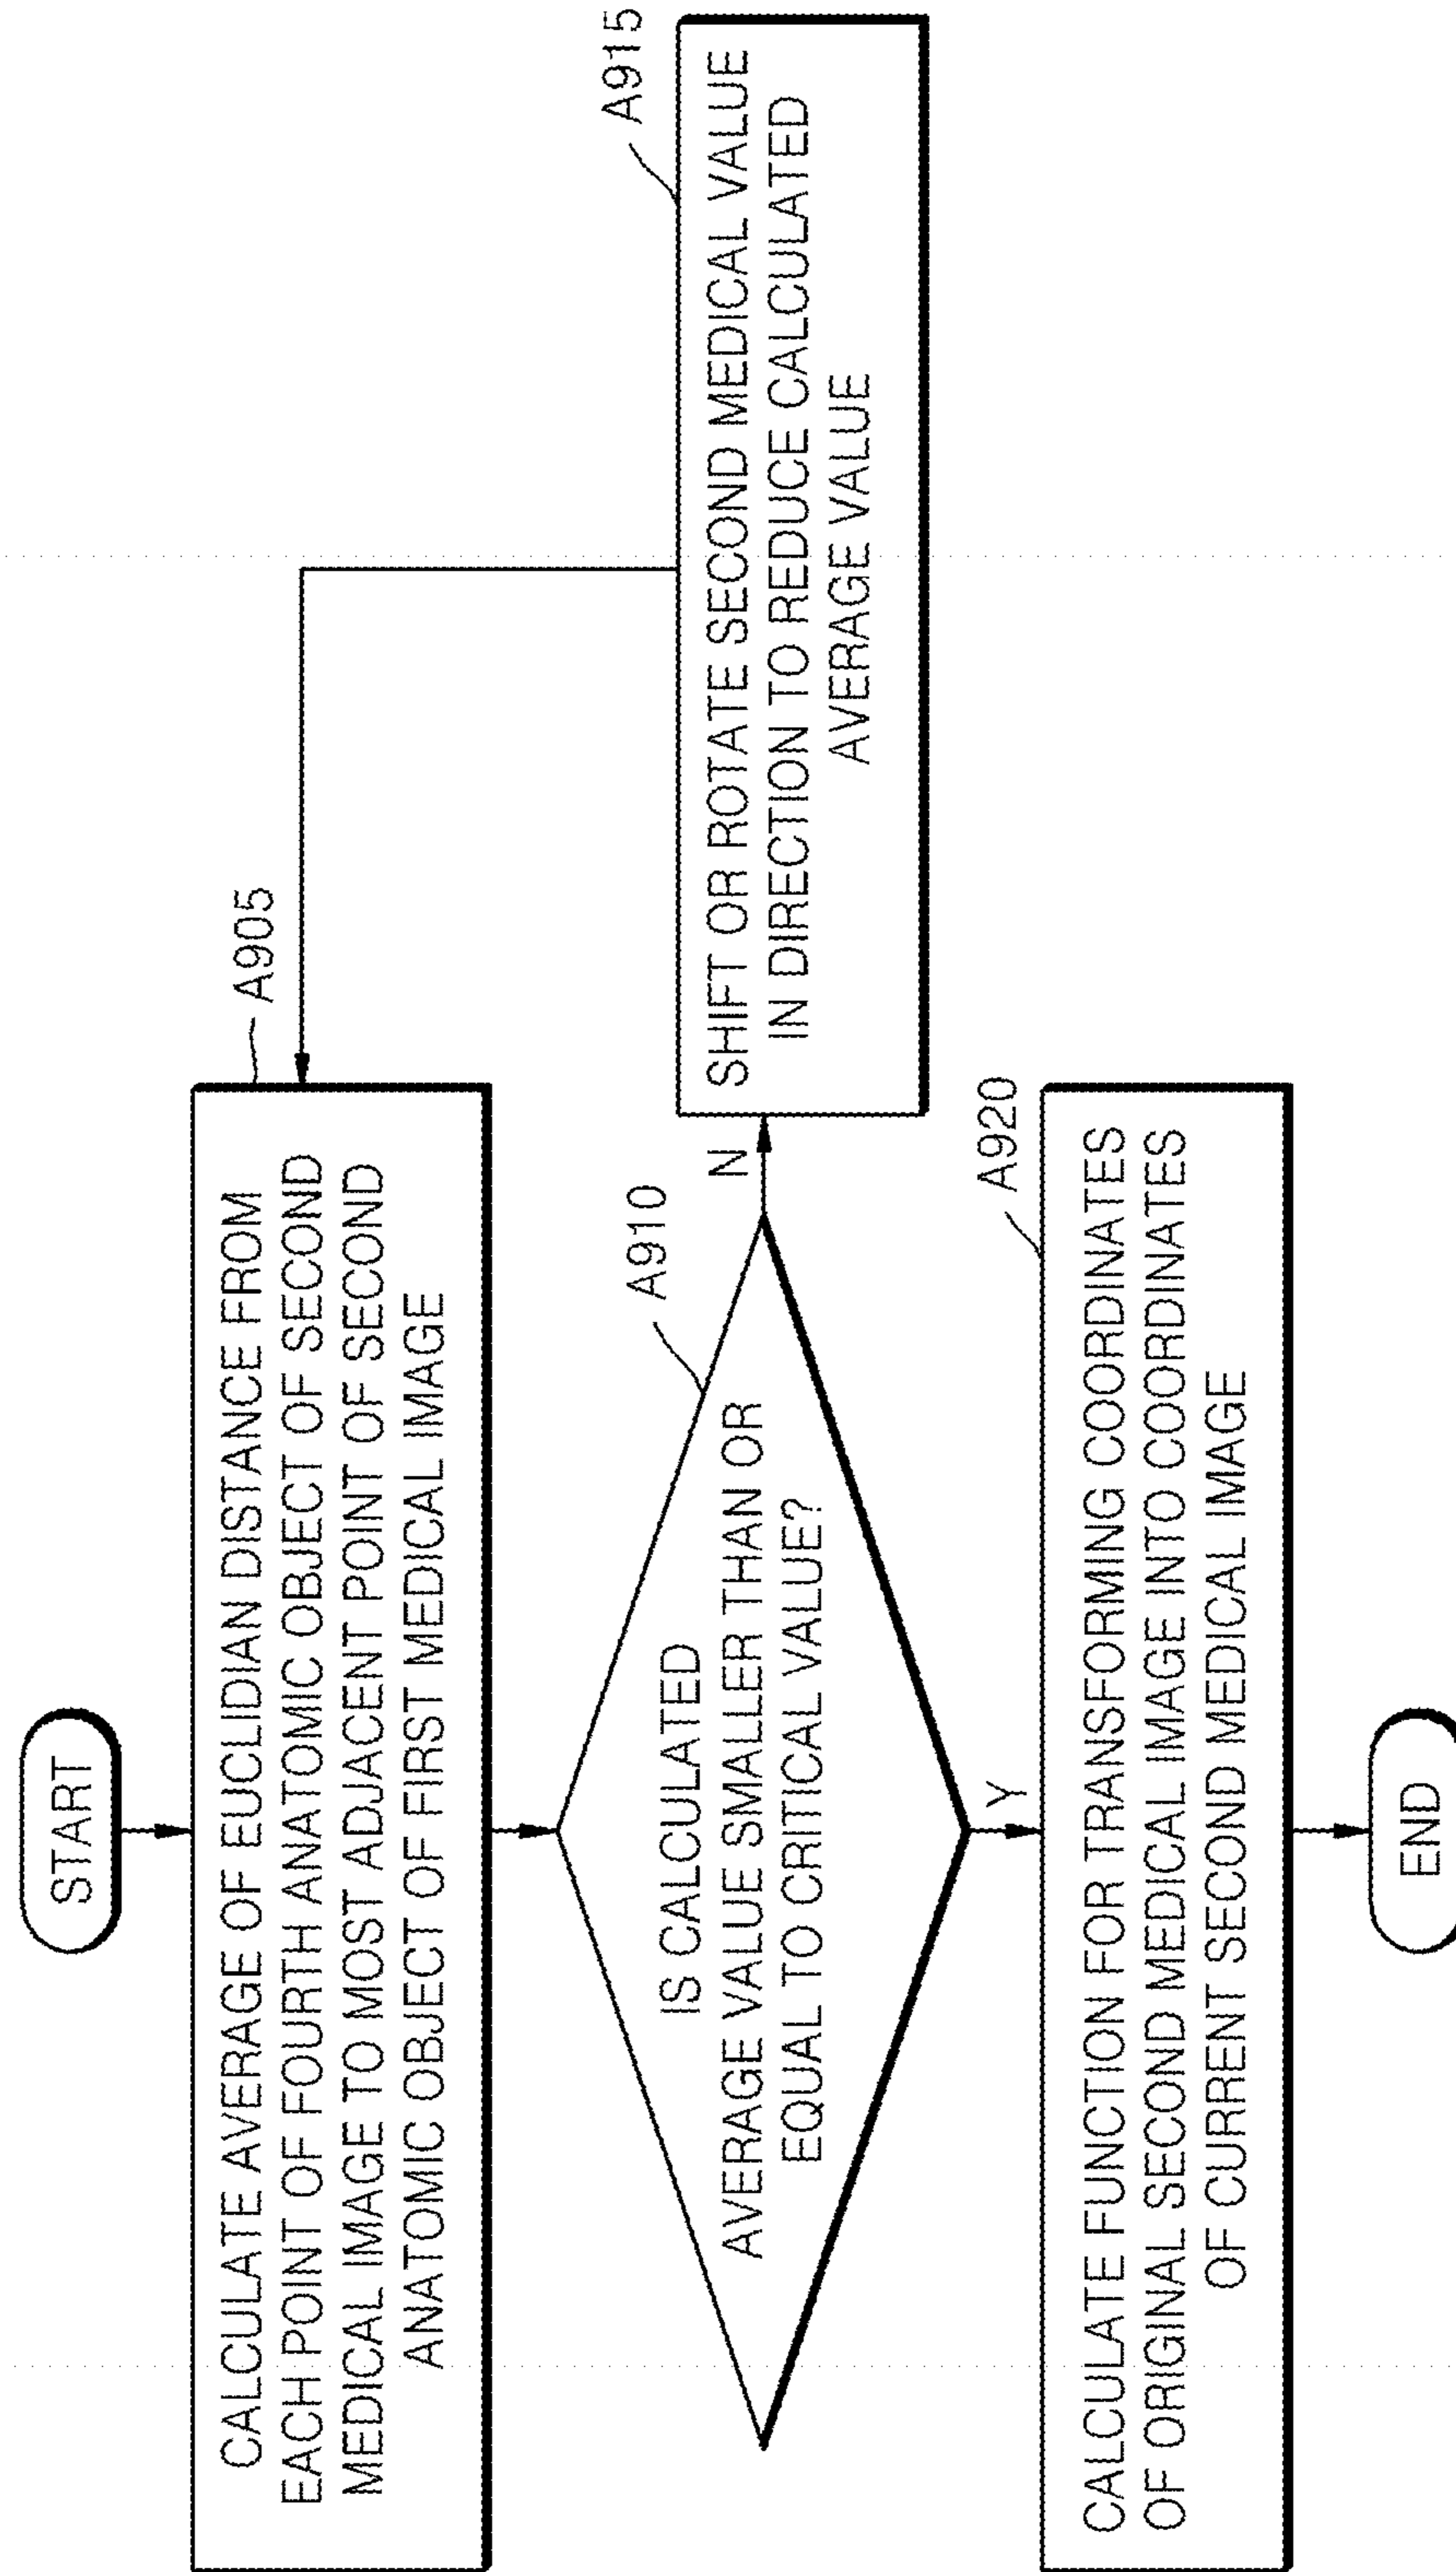 START
A905
CALCULATE AVERAGE OF EUCLIDIAN DISTANCE FROM
EACH POINT OF FOURTH ANATOMIC OBJECT OF SECOND
MEDICAL IMAGE TO MOST ADJACENT POINT OF SECOND
ANATOMIC OBJECT OF FIRST MEDICAL IMAGE
A910
IS CALCULATED
AVERAGE VALUE SMALLER THAN OR
EQUAL TO CRITICAL VALUE?
N
A915
SHIFT OR ROTATE SECOND MEDICAL VALUE
IN DIRECTION TO REDUCE CALCULATED
AVERAGE VALUE
Y
A920
CALCULATE FUNCTION FOR TRANSFORMING COORDINATES
OF ORIGINAL SECOND MEDICAL IMAGE INTO COORDINATES
OF CURRENT SECOND MEDICAL IMAGE
END